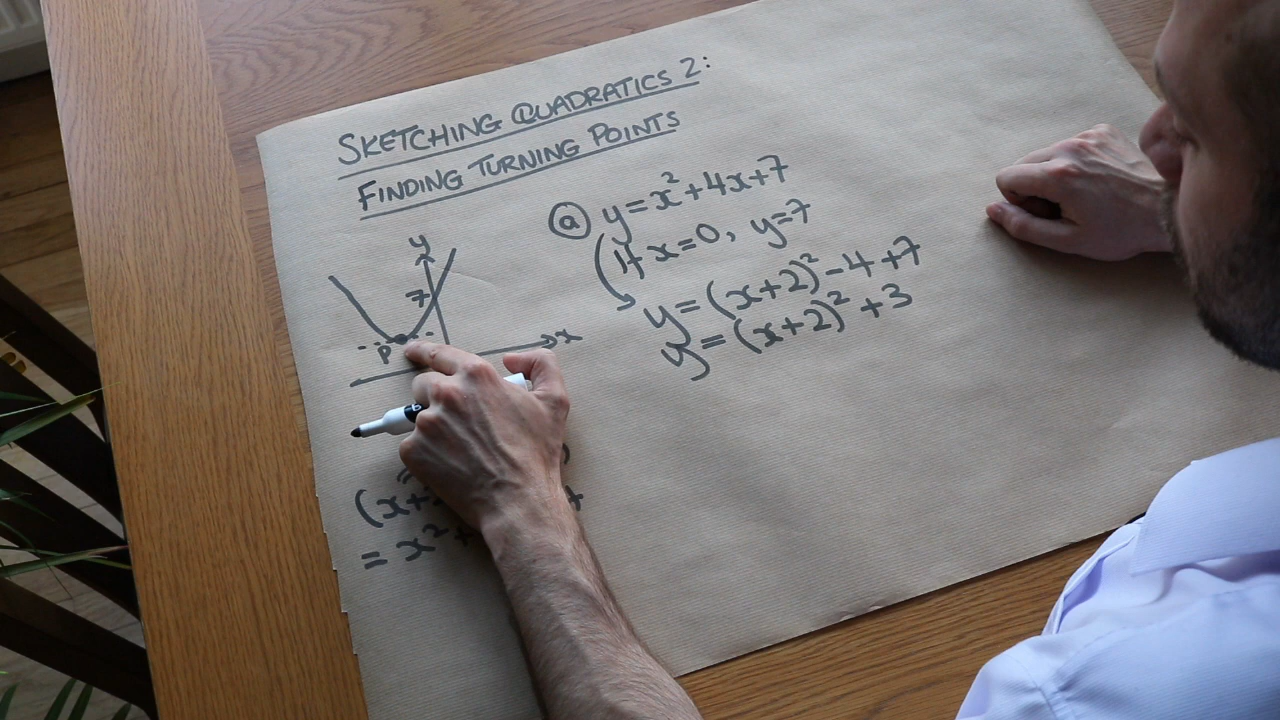 SKETCHING QUADRATICS 2:
FINDING TURNING POINTS
ⓐ y=x²+4x+7
If x=0, y=7
y=(x+2)²-4+7
y=(x+2)²+3
y
7
x
P
(x+
= x²+